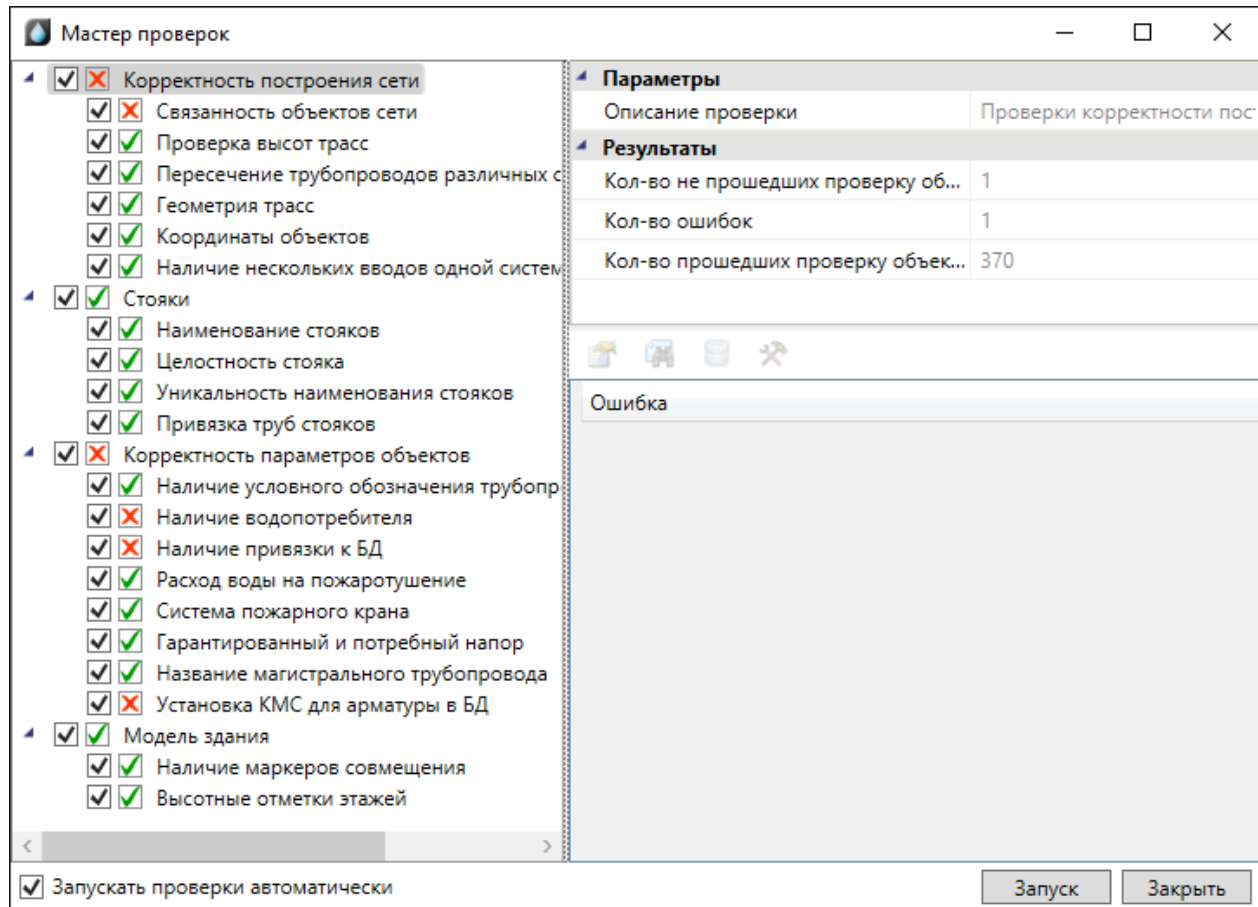 Мастер проверок
Корректность построения сети
Связанность объектов сети
Проверка высот трасс
Пересечение трубопроводов различных с
Геометрия трасс
Координаты объектов
Наличие нескольких вводов одной систем
Стояки
Наименование стояков
Целостность стояка
Уникальность наименования стояков
Привязка труб стояков
Корректность параметров объектов
Наличие условного обозначения трубопр
Наличие водопотребителя
Наличие привязки к БД
Расход воды на пожаротушение
Система пожарного крана
Гарантированный и потребный напор
Название магистрального трубопровода
Установка КМС для арматуры в БД
Модель здания
Наличие маркеров совмещения
Высотные отметки этажей
Параметры
Описание проверки Проверки корректности пос
Результаты
Кол-во не прошедших проверку об... 1
Кол-во ошибок 1
Кол-во прошедших проверку объек... 370
Ошибка
Запускать проверки автоматически
Запуск
Закрыть